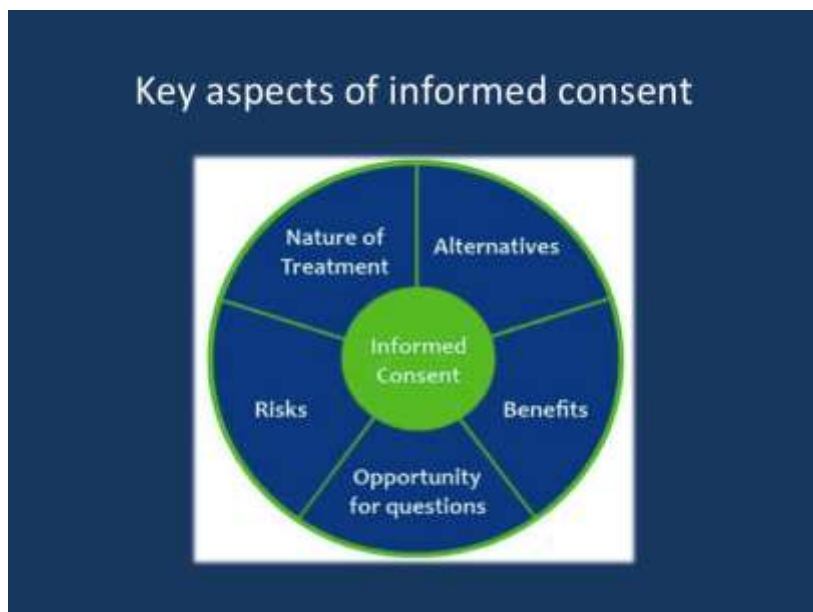 Key aspects of informed consent
Nature of
Treatment
Alternatives
Informed
Consent
Risks
Benefits
Opportunity
for questions